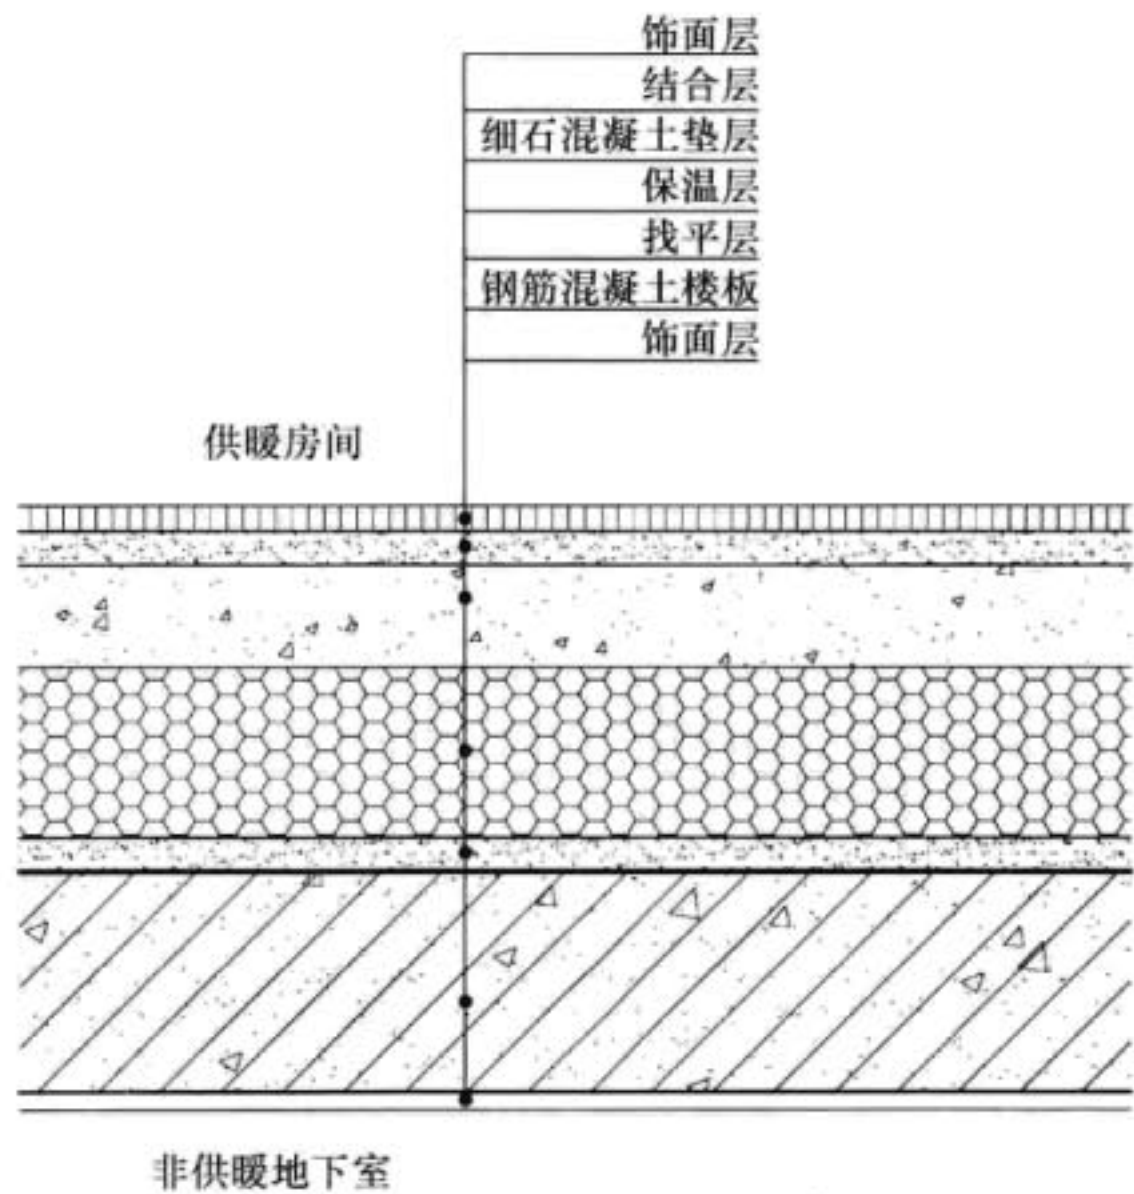 饰面层
结合层
细石混凝土垫层
保温层
找平层
钢筋混凝土楼板
饰面层
供暖房间
非供暖地下室